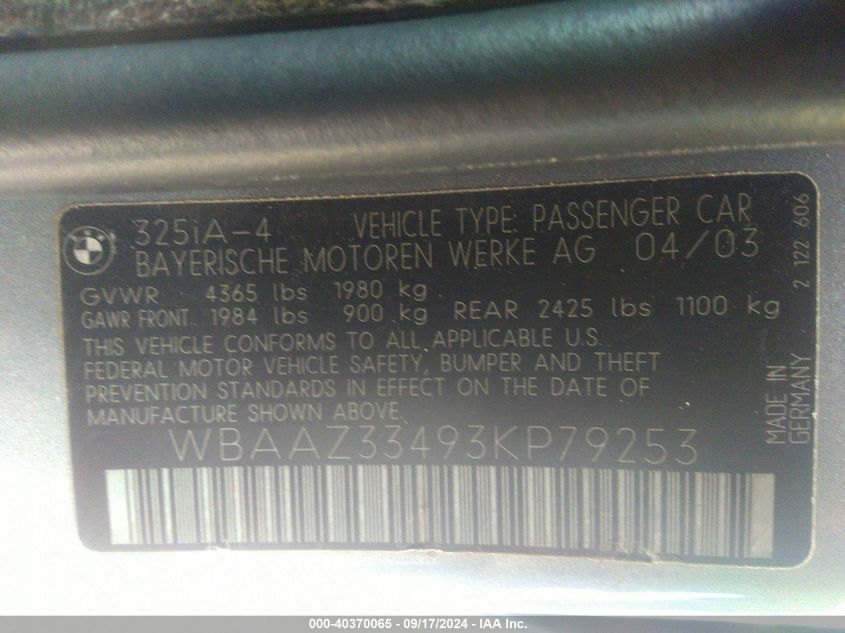 325iA-4 VEHICLE TYPE: PASSENGER CAR
BAYERISCHE MOTOREN WERKE AG 04/03
GVWR 4365 lbs 1980 kg
GAWR FRONT 1984 lbs 900 kg REAR 2425 lbs 1100 kg
THIS VEHICLE CONFORMS TO ALL APPLICABLE U.S.
FEDERAL MOTOR VEHICLE SAFETY, BUMPER AND THEFT
PREVENTION STANDARDS IN EFFECT ON THE DATE OF
MANUFACTURE SHOWN ABOVE.
WBAAZ33493KP79253
MADE IN
GERMANY
2 122 606
000-40370065 - 09/17/2024 - IAA Inc.